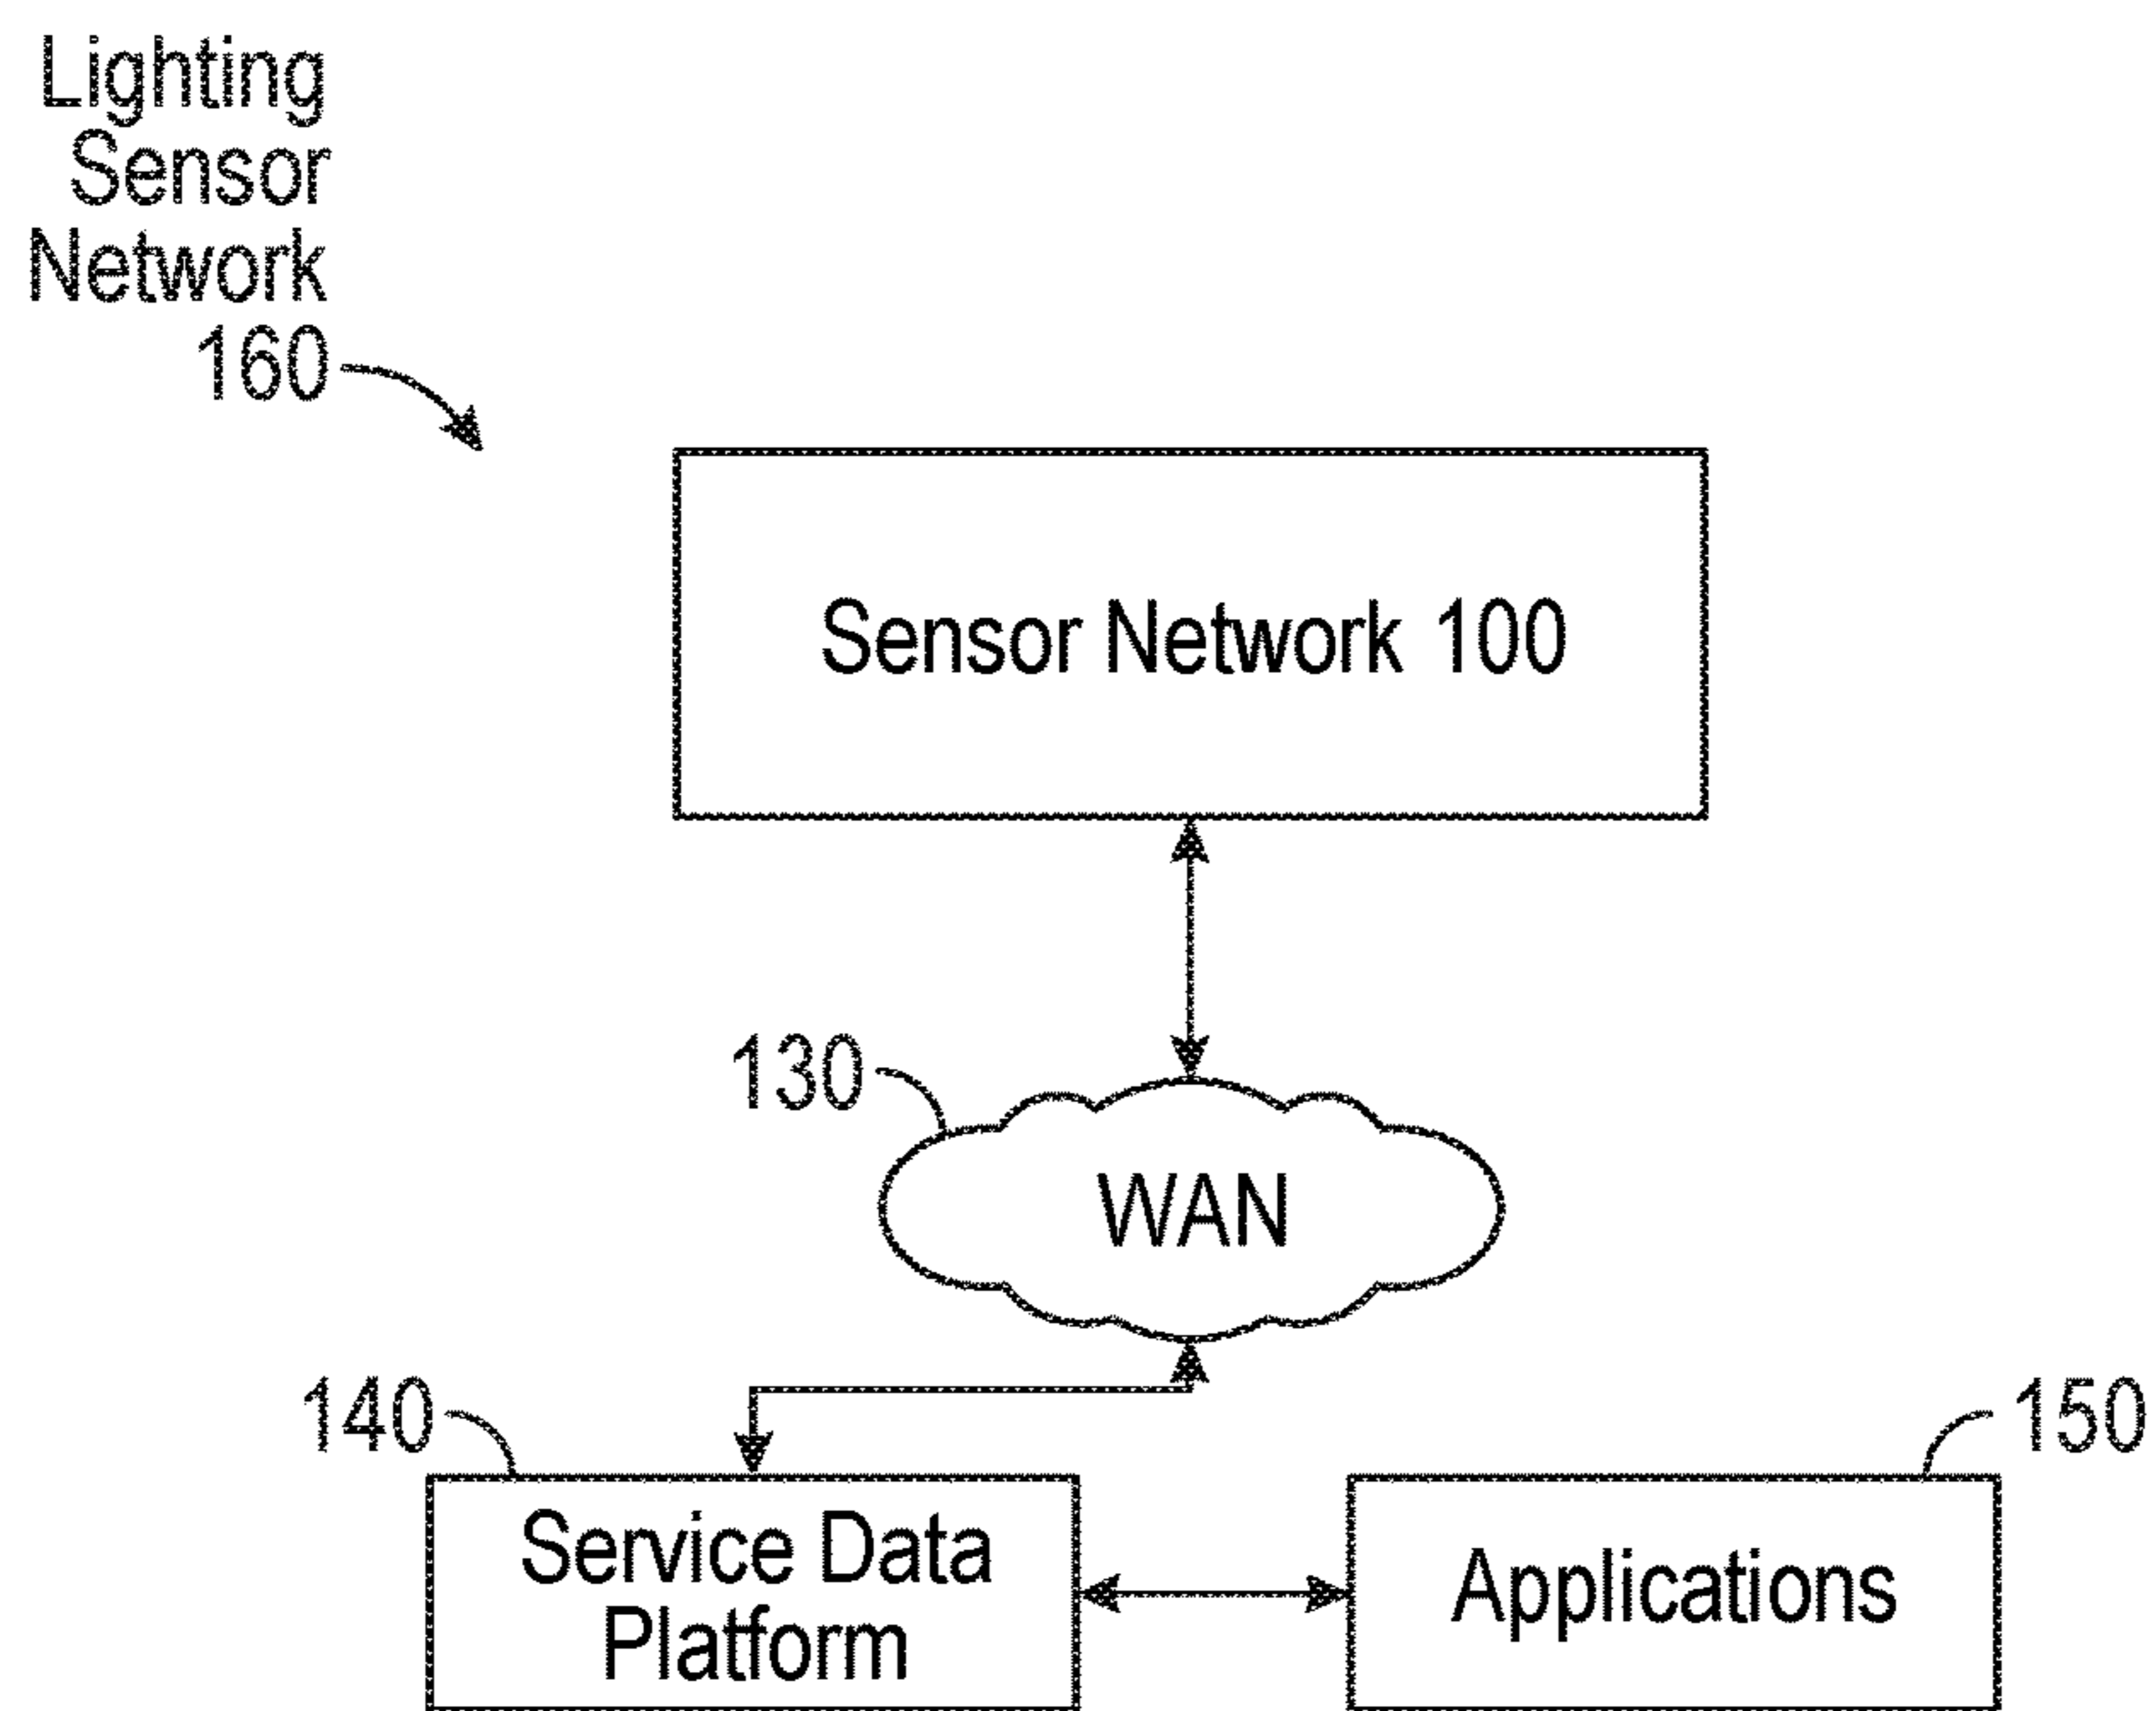 Lighting
Sensor
Network
160
Sensor Network 100
130
WAN
140
150
Service Data
Platform
Applications